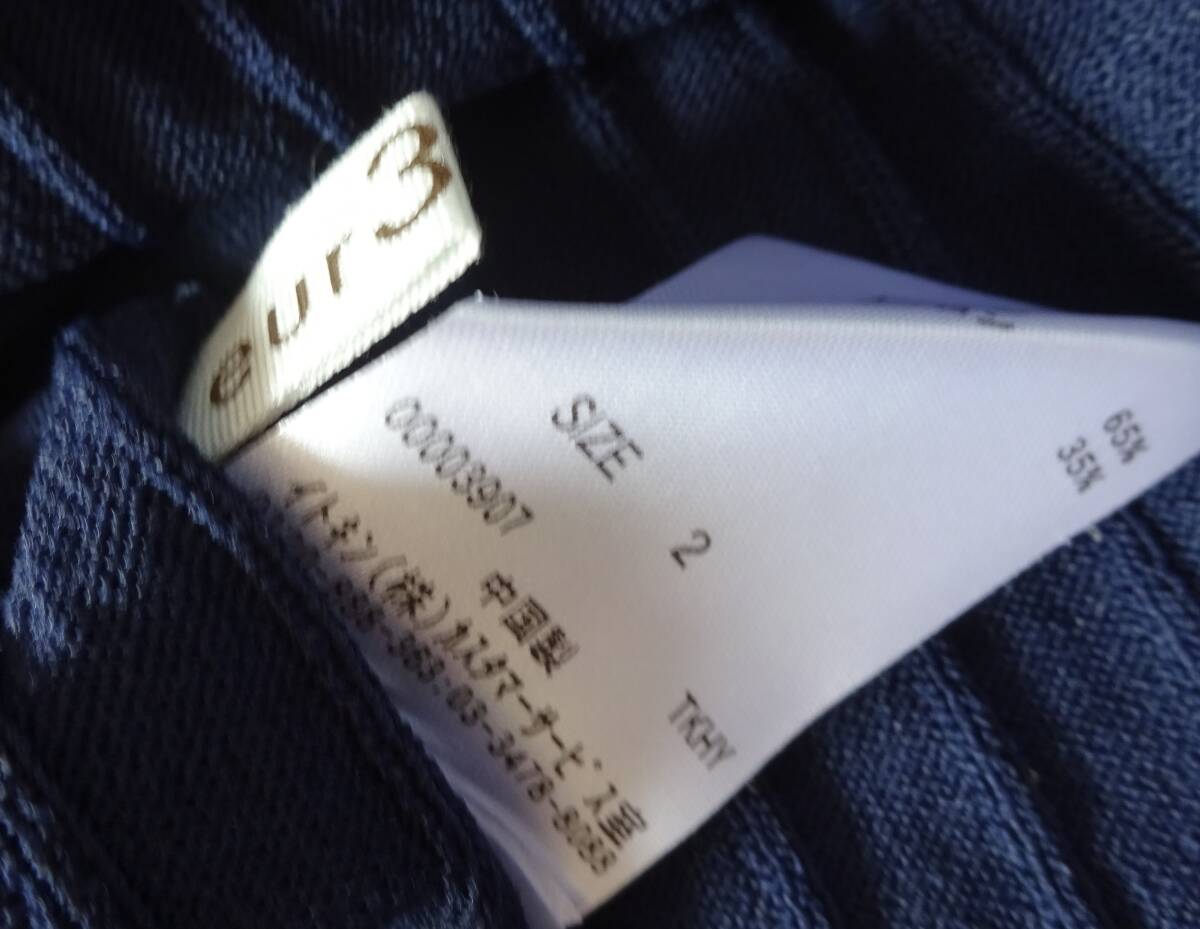 ur
65%
35%
SIZE 2
00003907
中国製 TKHY
イトキン(株)カスタマーサービス室
03-3478-8088